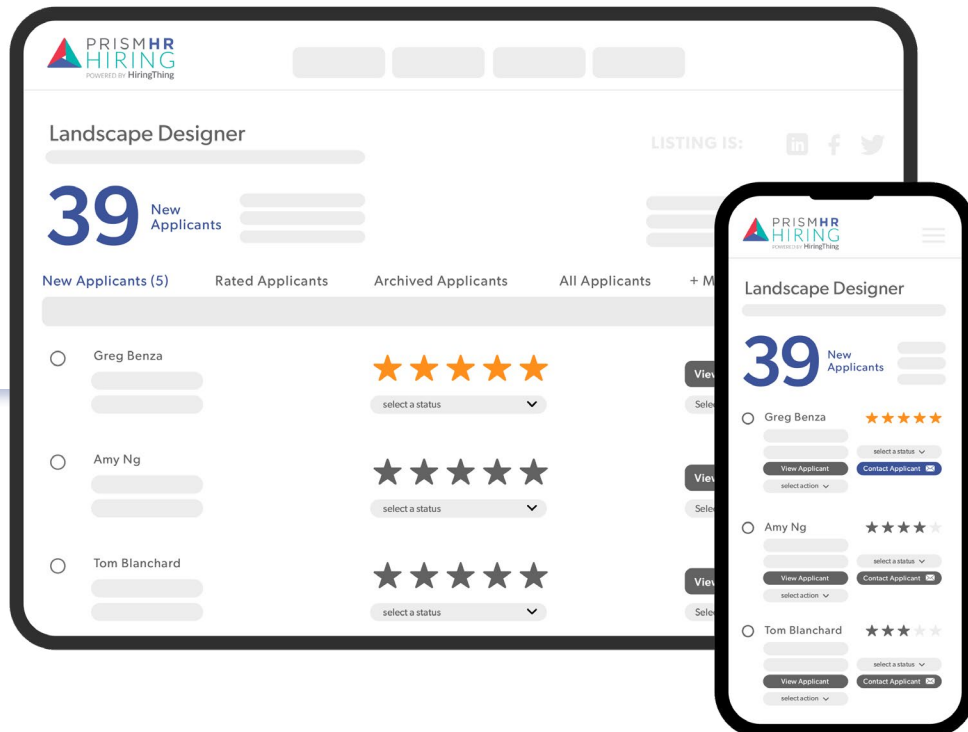 PRISMHR
HIRING
POWERED BY HiringThing
Landscape Designer
LISTING IS:
39 New
Applicants
New Applicants (5) Rated Applicants Archived Applicants All Applicants + M
Greg Benza
select a status
Amy Ng
select a status
Tom Blanchard
select a status
PRISMHR
HIRING
POWERED BY HiringThing
Landscape Designer
39 New
Applicants
Greg Benza
select a status
View Applicant Contact Applicant
select action
Amy Ng
select a status
View Applicant Contact Applicant
select action
Tom Blanchard
select a status
View Applicant Contact Applicant
select action